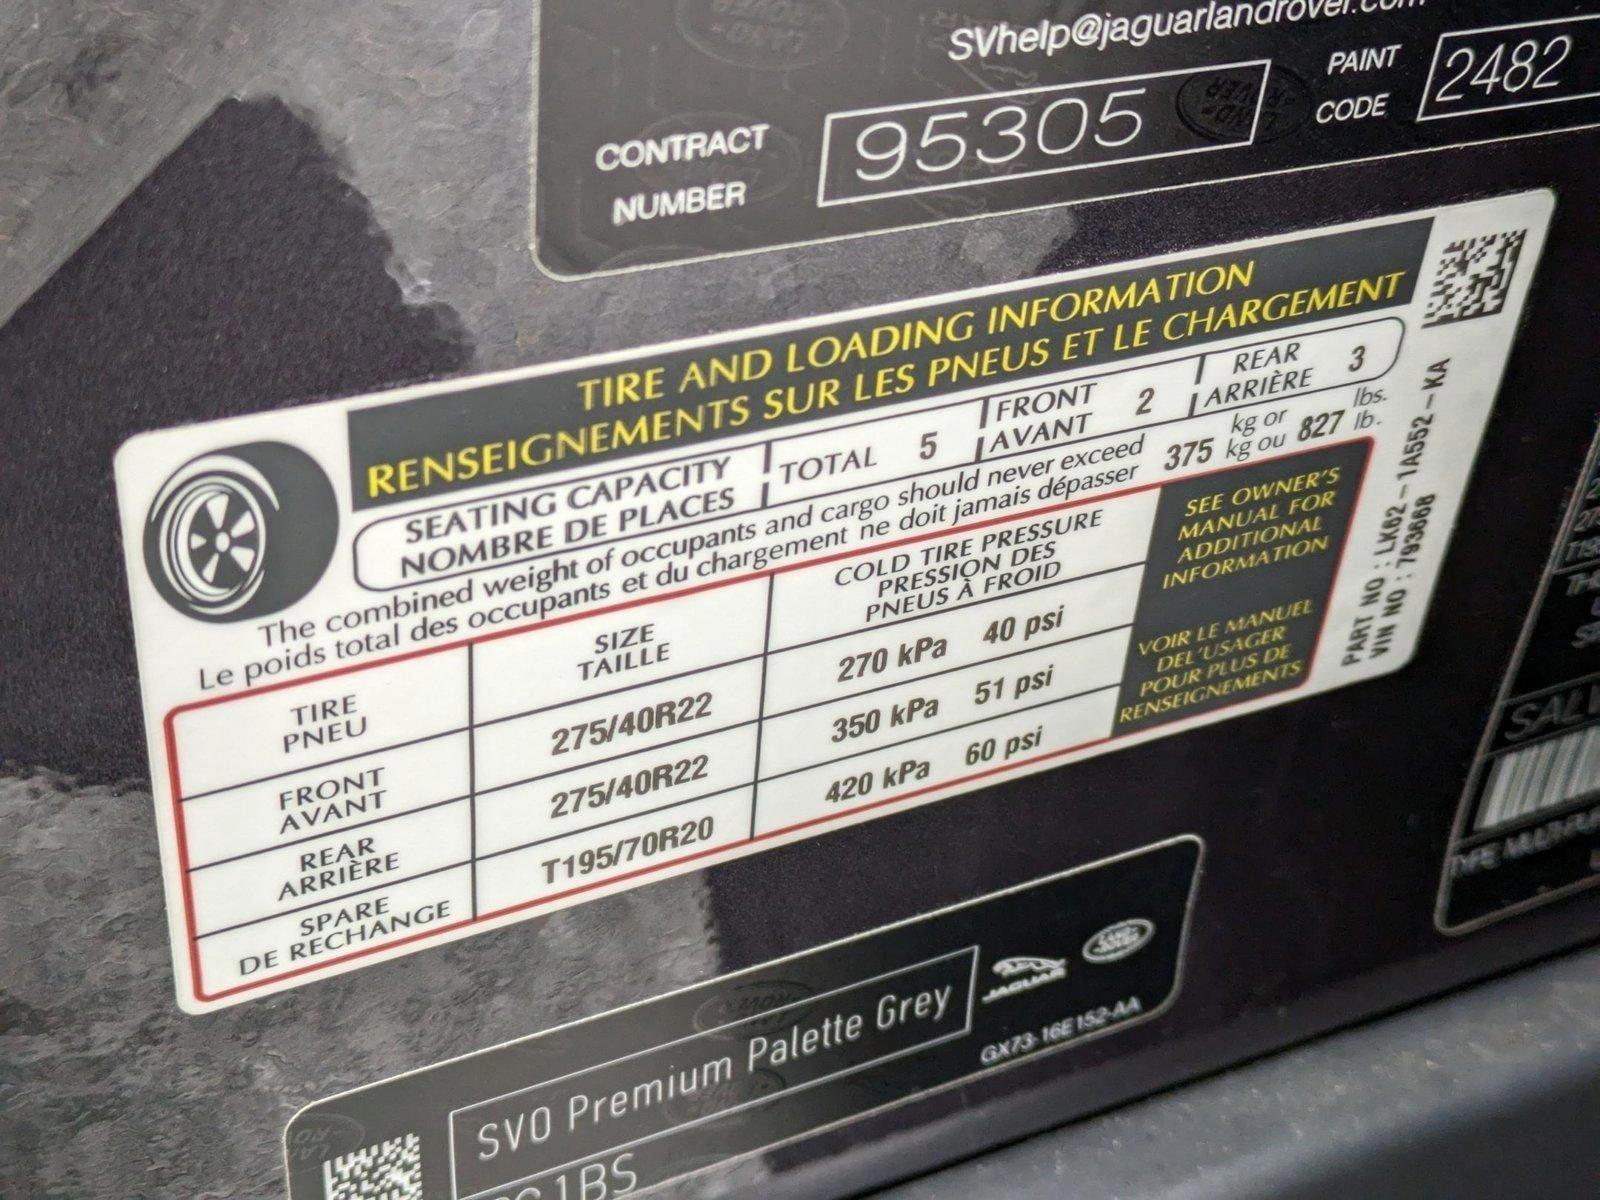 SVhelp@jaguarlandrover.com
CONTRACT NUMBER 95305
PAINT CODE 2482
TIRE AND LOADING INFORMATION
RENSEIGNEMENTS SUR LES PNEUS ET LE CHARGEMENT
SEATING CAPACITY TOTAL 5 FRONT 2 REAR 3
NOMBRE DE PLACES AVANT ARRIÈRE
The combined weight of occupants and cargo should never exceed 375 kg or 827 lbs.
Le poids total des occupants et du chargement ne doit jamais dépasser kg ou lb.
TIRE PNEU
SIZE TAILLE
COLD TIRE PRESSURE
PRESSION DES
PNEUS À FROID
FRONT AVANT 275/40R22 270 kPa 40 psi
REAR ARRIÈRE 275/40R22 350 kPa 51 psi
SPARE DE RECHANGE T195/70R20 420 kPa 60 psi
SEE OWNER'S
MANUAL FOR
ADDITIONAL
INFORMATION
VOIR LE MANUEL
DEL'USAGER
POUR PLUS DE
RENSEIGNEMENTS
PART NO : LK62-1A552-KA
VIN NO : 793668
SVO Premium Palette Grey
JAGUAR
LAND ROVER
GX73-16E152-AA
1BS
SAL